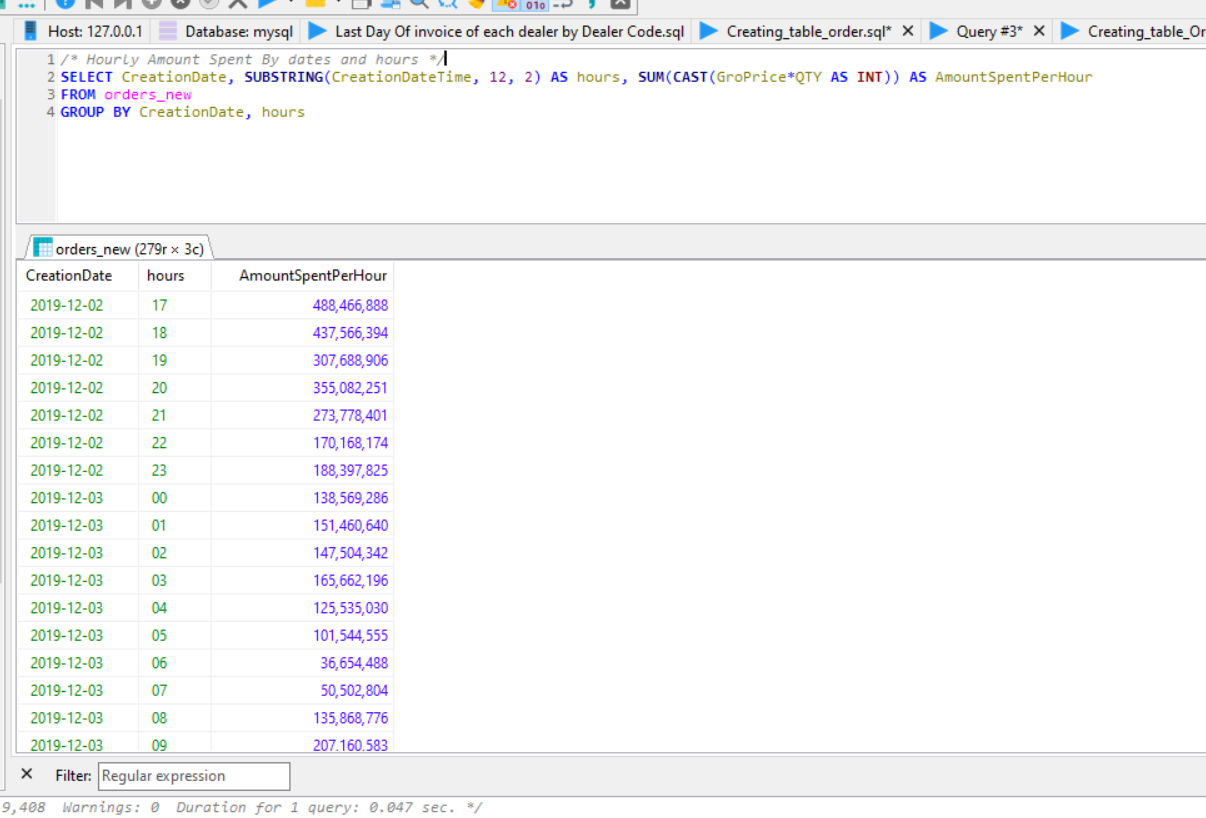 010
Host: 127.0.0.1 Database: mysql Last Day Of invoice of each dealer by Dealer Code.sql Creating_table_order.sql* Query #3* Creating_table_Or
1 /* Hourly Amount Spent By dates and hours */
2 SELECT CreationDate, SUBSTRING(CreationDateTime, 12, 2) AS hours, SUM(CAST(GroPrice*QTY AS INT)) AS AmountSpentPerHour
3 FROM orders_new
4 GROUP BY CreationDate, hours
orders_new (279r × 3c)
CreationDate hours AmountSpentPerHour
2019-12-02 17 488,466,888
2019-12-02 18 437,566,394
2019-12-02 19 307,688,906
2019-12-02 20 355,082,251
2019-12-02 21 273,778,401
2019-12-02 22 170,168,174
2019-12-02 23 188,397,825
2019-12-03 00 138,569,286
2019-12-03 01 151,460,640
2019-12-03 02 147,504,342
2019-12-03 03 165,662,196
2019-12-03 04 125,535,030
2019-12-03 05 101,544,555
2019-12-03 06 36,654,488
2019-12-03 07 50,502,804
2019-12-03 08 135,868,776
2019-12-03 09 207,160,583
Filter: Regular expression
9,408 Warnings: 0 Duration for 1 query: 0.047 sec. */